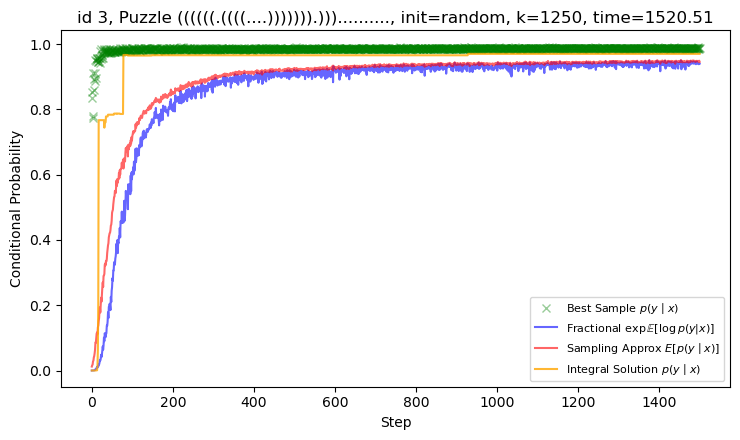 id 3, Puzzle ((((((.((((....))))))).))).........., init=random, k=1250, time=1520.51
Conditional Probability
1.0
0.8
0.6
0.4
0.2
0.0
0
200
400
600
800
1000
1200
1400
Step
Best Sample p(y | x)
Fractional exp𝔼[log p(y|x)]
Sampling Approx E[p(y | x)]
Integral Solution p(y | x)